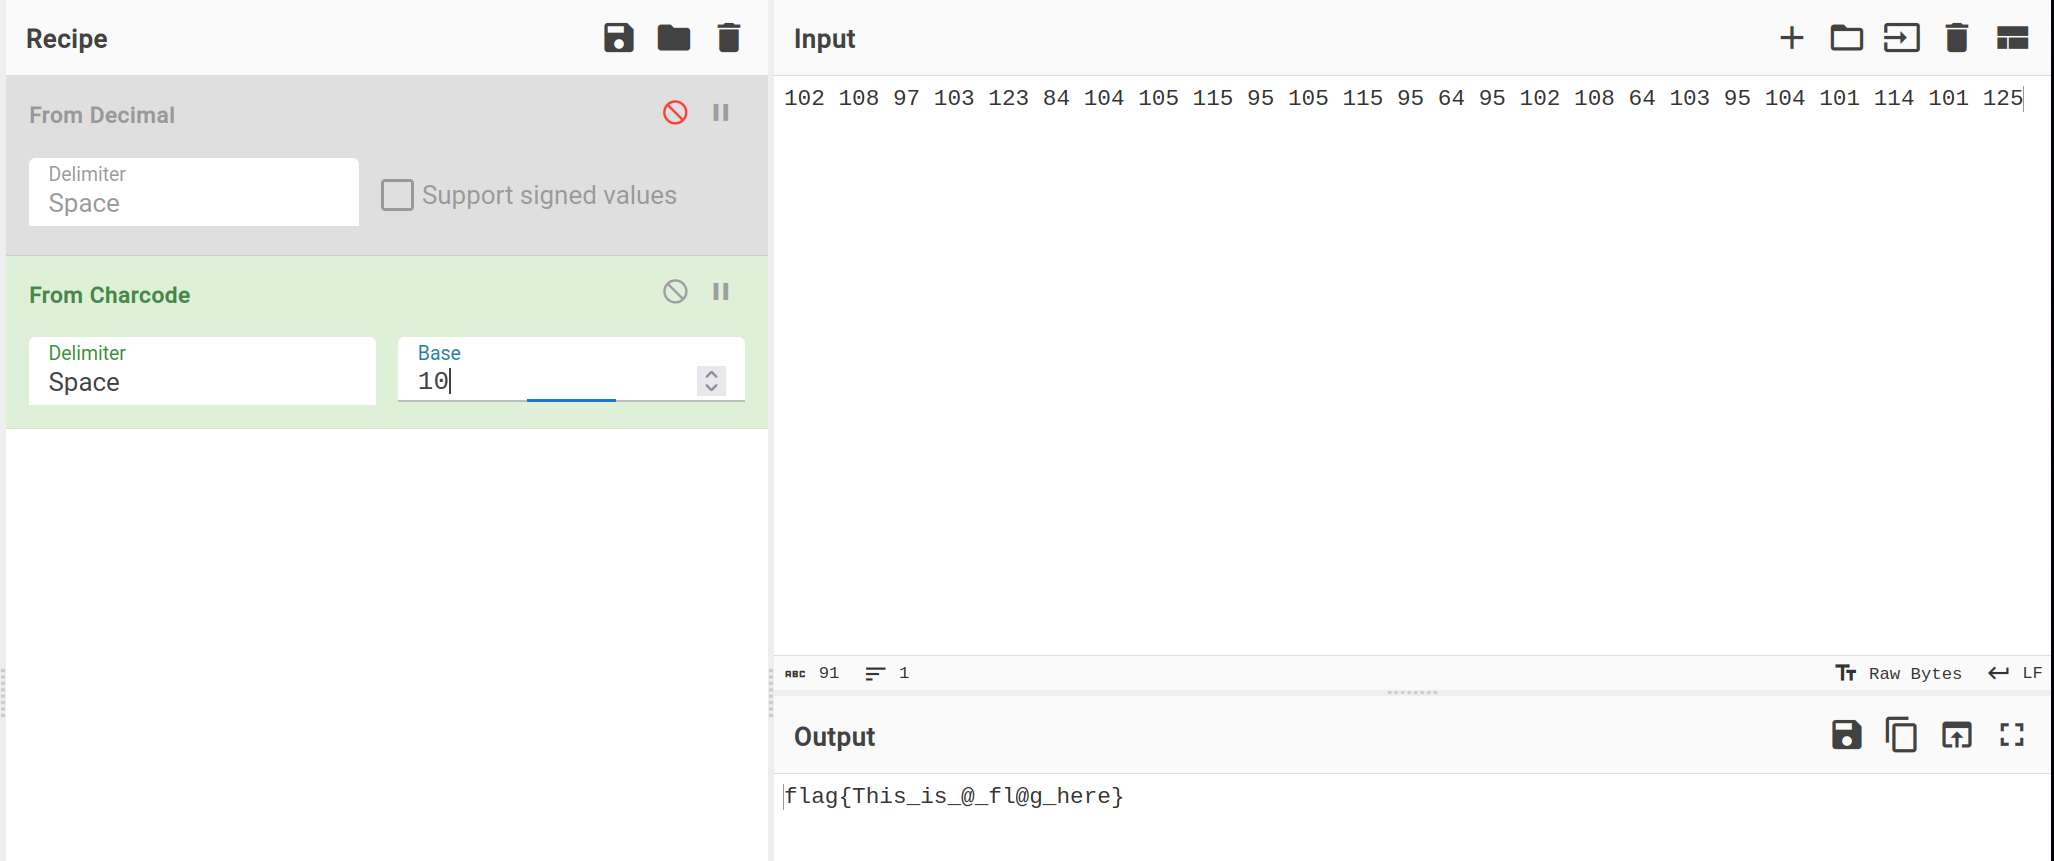 Recipe
From Decimal
Delimiter
Space
Support signed values
From Charcode
Delimiter
Space
Base
10
Input
102 108 97 103 123 84 104 105 115 95 105 115 95 64 95 102 108 64 103 95 104 101 114 101 125
ABC 91 1
Tт Raw Bytes LF
Output
flag{This_is_@_fl@g_here}